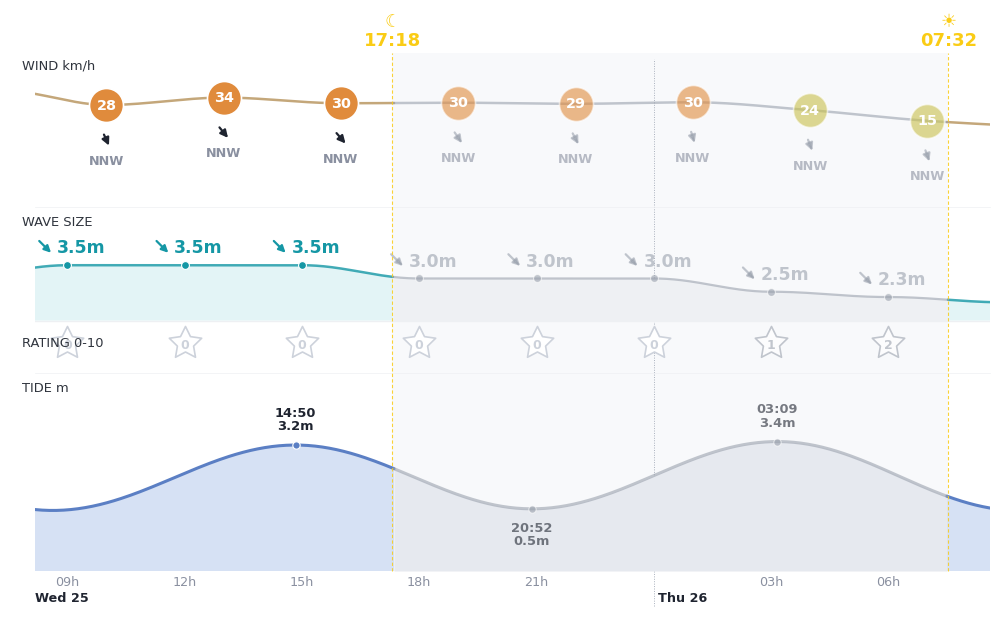 17:18 07:32
WIND km/h
28 34 30 30 29 30 24 15
NNW NNW NNW NNW NNW NNW NNW NNW
WAVE SIZE
3.5m 3.5m 3.5m 3.0m 3.0m 3.0m 2.5m 2.3m
RATING 0-10
0 0 0 0 0 1 2
TIDE m
14:50 03:09
3.2m 3.4m
20:52
0.5m
09h 12h 15h 18h 21h 03h 06h
Wed 25 Thu 26